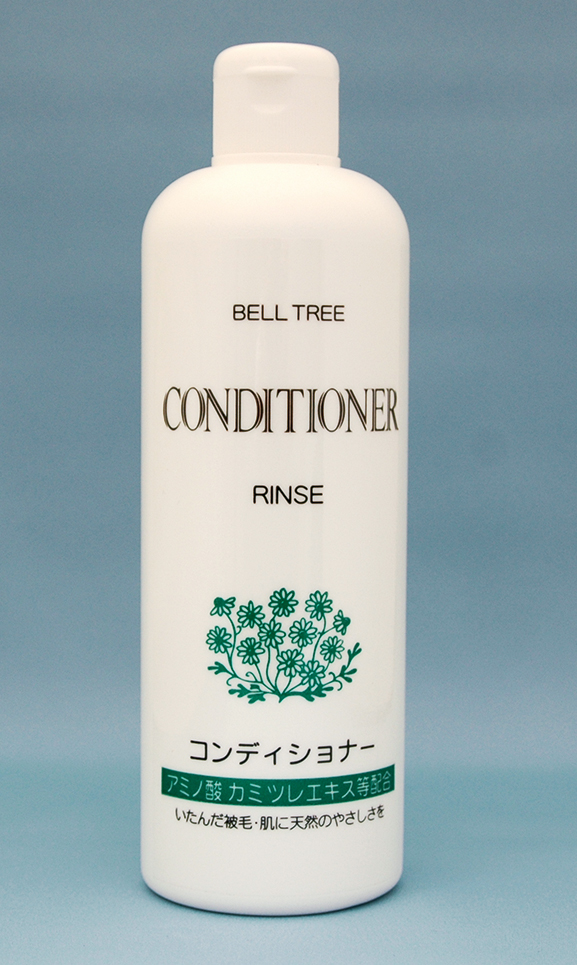 BELL TREE
CONDITIONER
RINSE
コンディショナー
アミノ酸 カミツレエキス等配合
いたんだ被毛・肌に天然のやさしさを